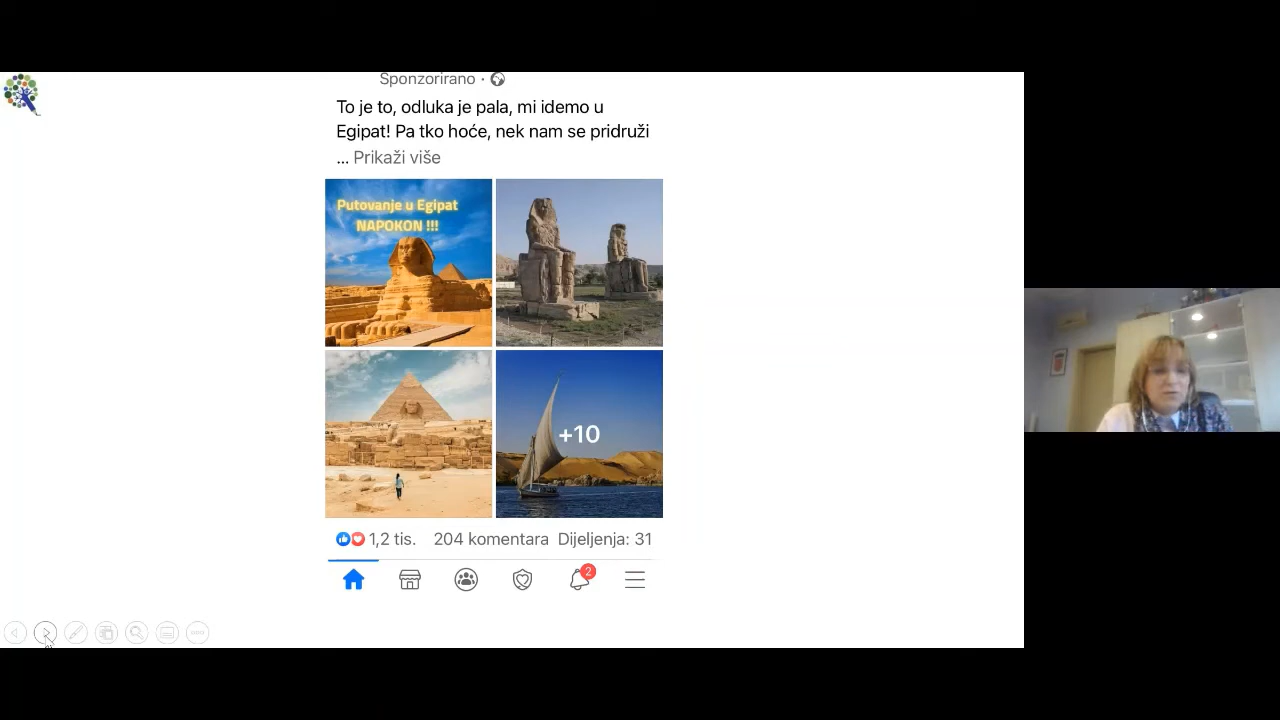 Sponzorirano ·
To je to, odluka je pala, mi idemo u
Egipat! Pa tko hoće, nek nam se pridruži
... Prikaži više
Putovanje u Egipat
NAPOKON !!!
+10
1,2 tis. 204 komentara Dijeljenja: 31
2